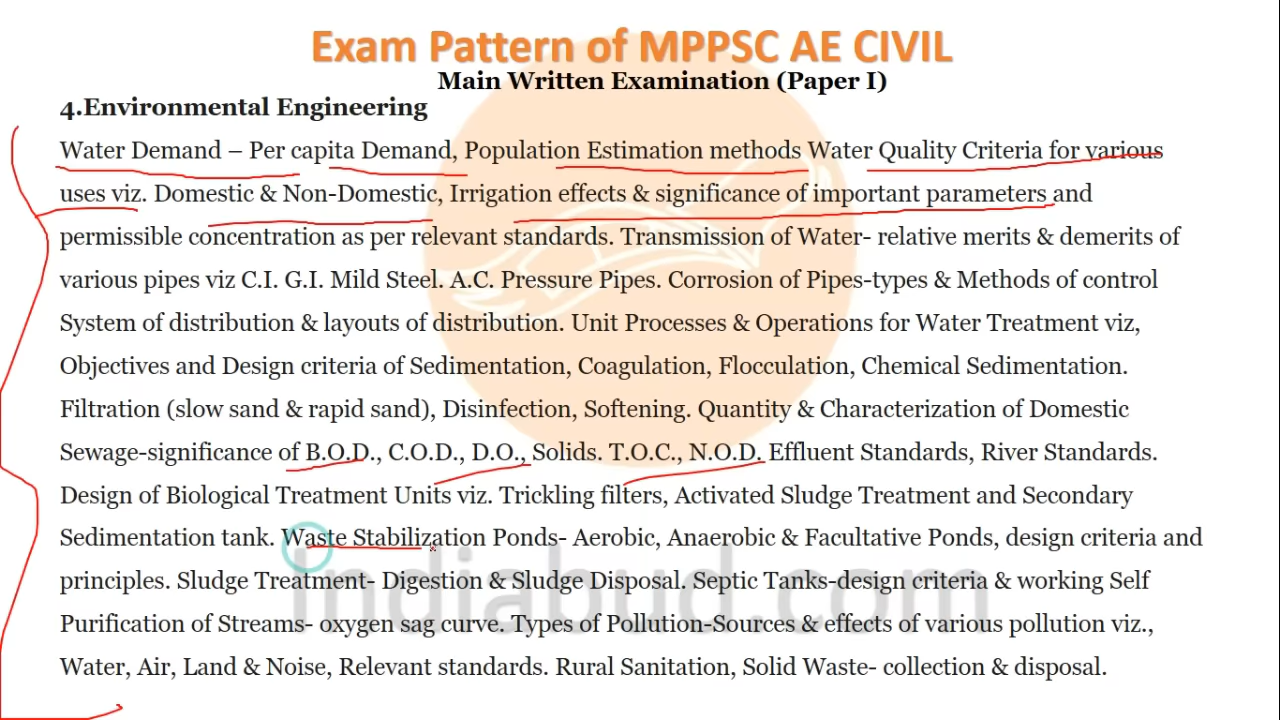 Exam Pattern of MPPSC AE CIVIL
Main Written Examination (Paper I)
4.Environmental Engineering
Water Demand – Per capita Demand, Population Estimation methods Water Quality Criteria for various
uses viz. Domestic & Non-Domestic, Irrigation effects & significance of important parameters and
permissible concentration as per relevant standards. Transmission of Water- relative merits & demerits of
various pipes viz C.I. G.I. Mild Steel. A.C. Pressure Pipes. Corrosion of Pipes-types & Methods of control
System of distribution & layouts of distribution. Unit Processes & Operations for Water Treatment viz,
Objectives and Design criteria of Sedimentation, Coagulation, Flocculation, Chemical Sedimentation.
Filtration (slow sand & rapid sand), Disinfection, Softening. Quantity & Characterization of Domestic
Sewage-significance of B.O.D., C.O.D., D.O., Solids. T.O.C., N.O.D. Effluent Standards, River Standards.
Design of Biological Treatment Units viz. Trickling filters, Activated Sludge Treatment and Secondary
Sedimentation tank. Waste Stabilization Ponds- Aerobic, Anaerobic & Facultative Ponds, design criteria and
principles. Sludge Treatment- Digestion & Sludge Disposal. Septic Tanks-design criteria & working Self
Purification of Streams- oxygen sag curve. Types of Pollution-Sources & effects of various pollution viz.,
Water, Air, Land & Noise, Relevant standards. Rural Sanitation, Solid Waste- collection & disposal.
Indiabud.com